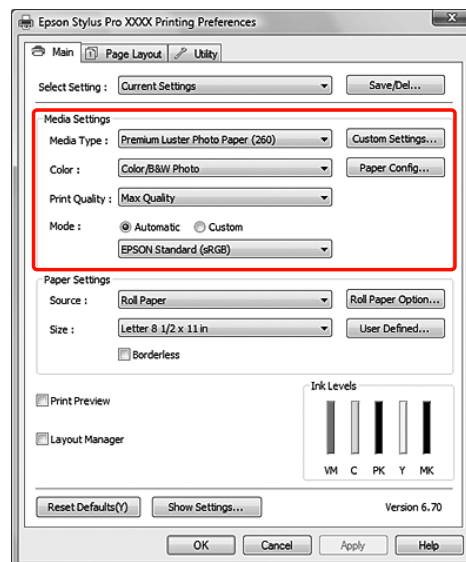 Epson Stylus Pro XXXX Printing Preferences
Main Page Layout Utility
Select Setting : Current Settings Save/Del...
Media Settings
Media Type : Premium Luster Photo Paper (260) Custom Settings...
Color : Color/B&W Photo Paper Config...
Print Quality : Max Quality
Mode : Automatic Custom
EPSON Standard (sRGB)
Paper Settings
Source : Roll Paper Roll Paper Option...
Size : Letter 8 1/2 x 11 in User Defined...
Borderless
Print Preview
Layout Manager
Ink Levels
VM C PK Y MK
Reset Defaults(Y) Show Settings... Version 6.70
OK Cancel Apply Help